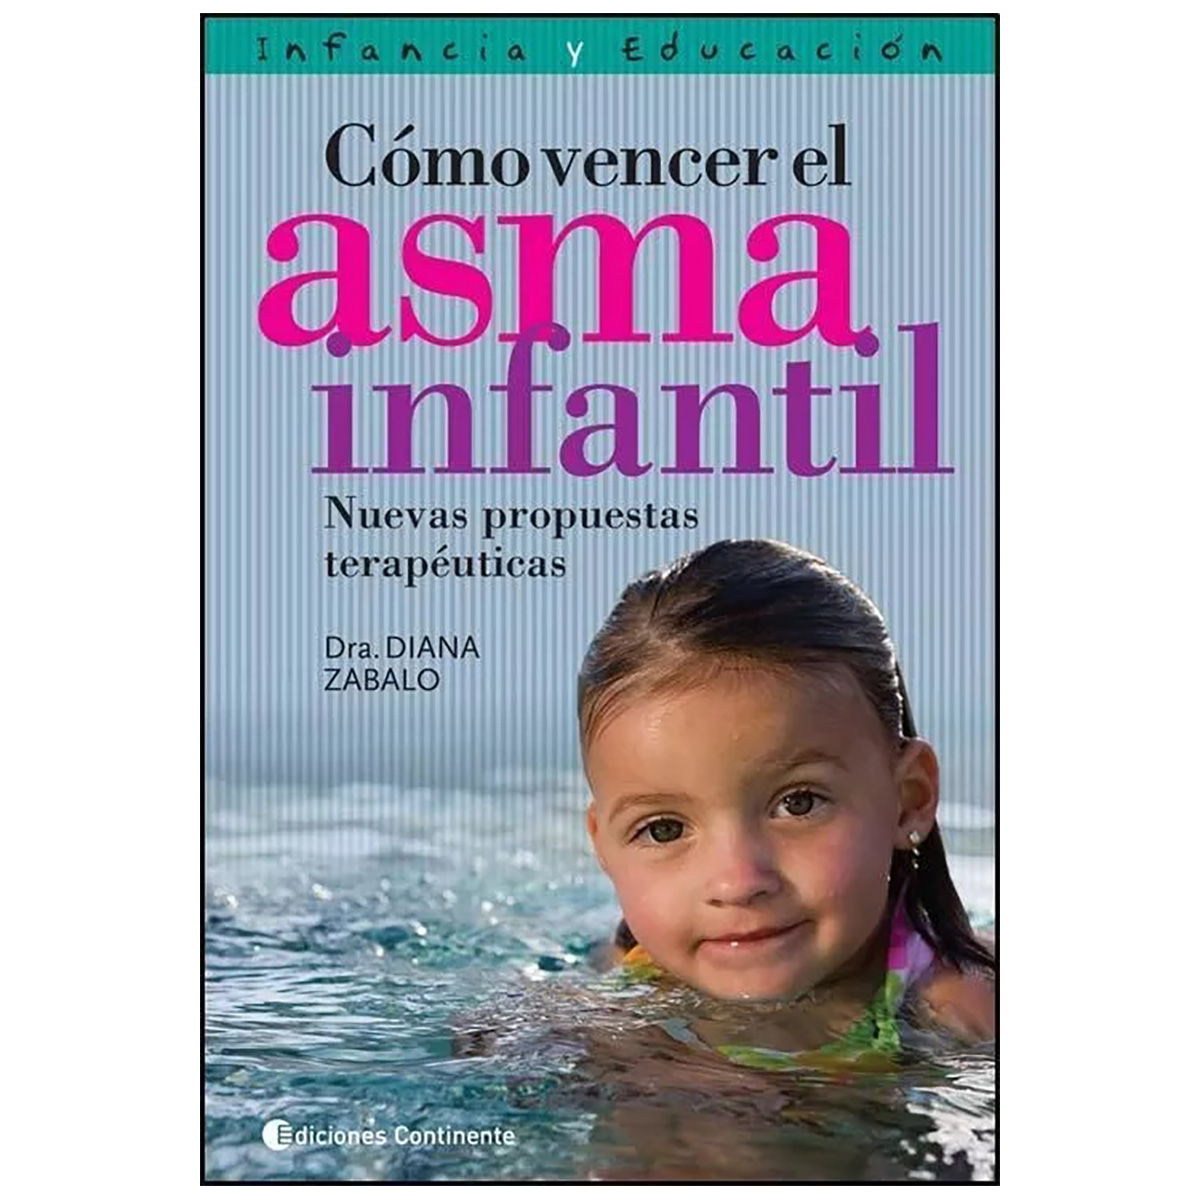 Infancia y Educación
Cómo vencer el
asma
infantil
Nuevas propuestas
terapéuticas
Dra. DIANA
ZABALO
Ediciones Continente